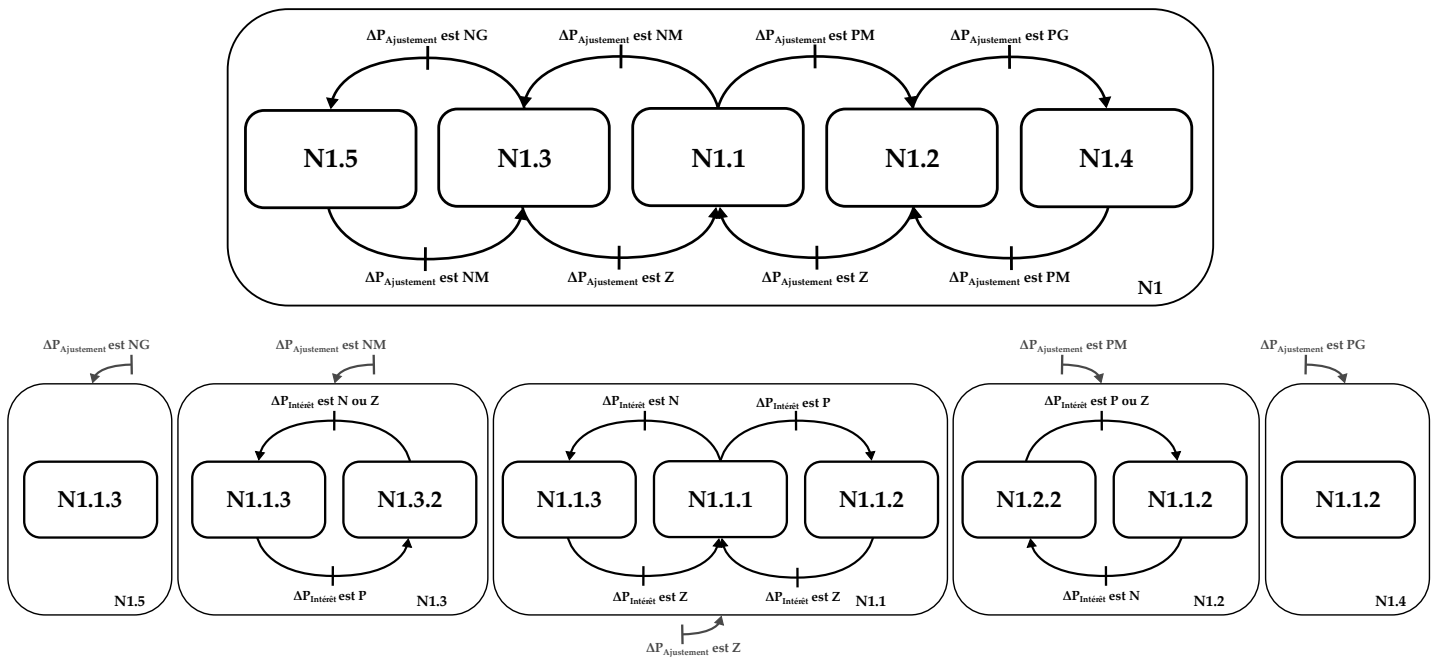 ΔP_Ajustement est NG
ΔP_Ajustement est NM
ΔP_Ajustement est PM
ΔP_Ajustement est PG
N1.5
N1.3
N1.1
N1.2
N1.4
ΔP_Ajustement est NM
ΔP_Ajustement est Z
ΔP_Ajustement est Z
ΔP_Ajustement est PM
N1
ΔP_Ajustement est NG
ΔP_Ajustement est NM
ΔP_Ajustement est PM
ΔP_Ajustement est PG
N1.1.3
N1.5
ΔP_Intérêt est N ou Z
N1.1.3
N1.3.2
ΔP_Intérêt est P
N1.3
ΔP_Intérêt est N
ΔP_Intérêt est P
N1.1.3
N1.1.1
N1.1.2
ΔP_Intérêt est Z
ΔP_Intérêt est Z
N1.1
ΔP_Intérêt est P ou Z
N1.2.2
N1.1.2
ΔP_Intérêt est N
N1.2
N1.1.2
N1.4
ΔP_Ajustement est Z